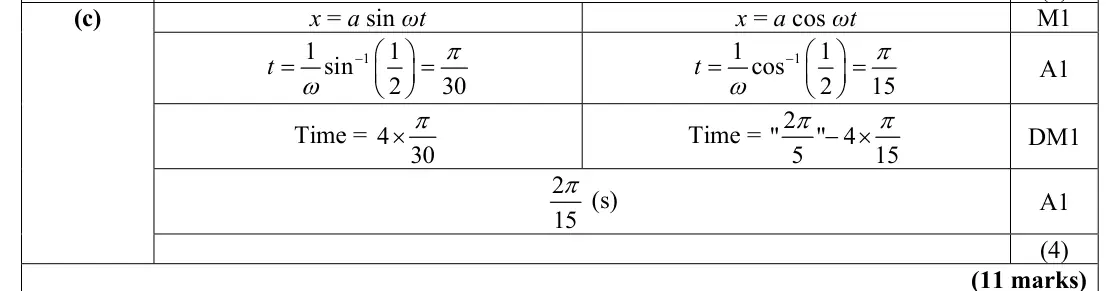 (c) x = a sin ωt x = a cos ωt M1
t = 1/ω sin⁻¹(1/2) = π/30 t = 1/ω cos⁻¹(1/2) = π/15 A1
Time = 4 × π/30 Time = "2π/5" − 4 × π/15 DM1
2π/15 (s) A1
(4)
(11 marks)